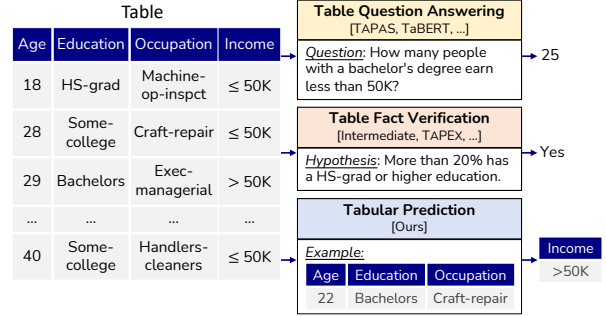 Table
Age Education Occupation Income
18 HS-grad Machine-op-inspct ≤ 50K
28 Some-college Craft-repair ≤ 50K
29 Bachelors Exec-managerial > 50K
... ... ... ...
40 Some-college Handlers-cleaners ≤ 50K
Table Question Answering
[TAPAS, TaBERT, ...]
Question: How many people
with a bachelor's degree earn
less than 50K?
25
Table Fact Verification
[Intermediate, TAPEX, ...]
Hypothesis: More than 20% has
a HS-grad or higher education.
Yes
Tabular Prediction
[Ours]
Example:
Age Education Occupation
22 Bachelors Craft-repair
Income
>50K